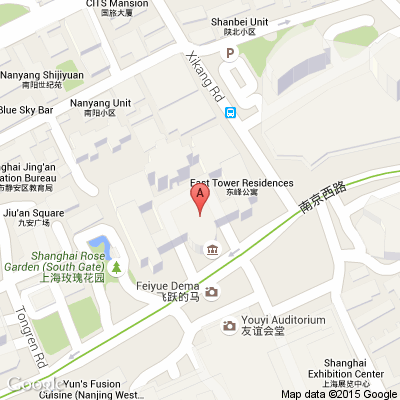 CITS Mansion
国旅大厦
Shanbei Unit
陕北小区
P
Xikang Rd
Nanyang Shijiyuan
南阳世纪苑
Nanyang Unit
南阳小区
Blue Sky Bar
nghai Jing'an
ation Bureau
市静安区教育局
A
East Tower Residences
东峰公寓
南京西路
Jiu'an Square
九安广场
Shanghai Rose
Garden (South Gate)
上海玫瑰花园
Feiyue Dema
飞跃的马
Youyi Auditorium
友谊会堂
Tongren Rd
Shanghai
Exhibition Center
上海展览中心
Yun's Fusion
Cuisine (Nanjing West...
Google
Map data ©2015 Google